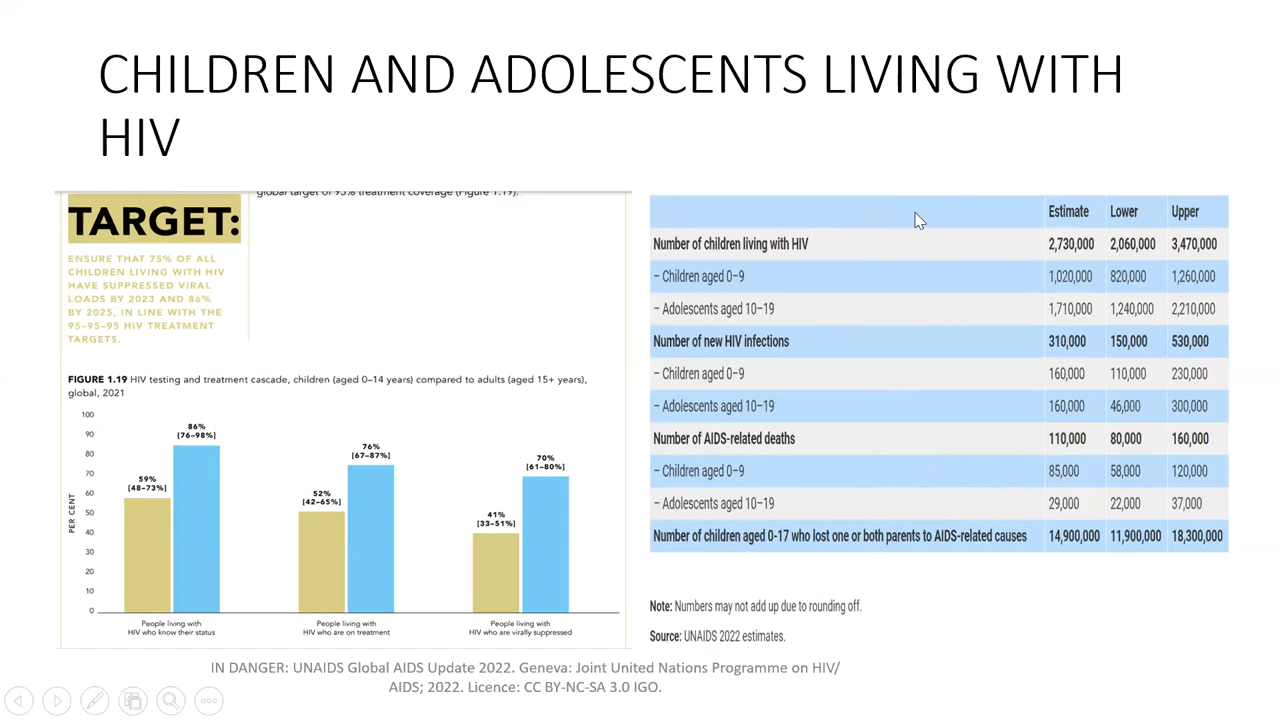 CHILDREN AND ADOLESCENTS LIVING WITH
HIV
global target of 95% treatment coverage (Figure 1.19).
TARGET:
ENSURE THAT 75% OF ALL
CHILDREN LIVING WITH HIV
HAVE SUPPRESSED VIRAL
LOADS BY 2023 AND 86%
BY 2025, IN LINE WITH THE
95–95–95 HIV TREATMENT
TARGETS.
FIGURE 1.19 HIV testing and treatment cascade, children (aged 0–14 years) compared to adults (aged 15+ years),
global, 2021
PER CENT
100
90
80
70
60
50
40
30
20
10
0
59%
[48–73%]
86%
[76–98%]
52%
[42–65%]
76%
[67–87%]
41%
[33–51%]
70%
[61–80%]
People living with
HIV who know their status
People living with
HIV who are on treatment
People living with
HIV who are virally suppressed
Estimate Lower Upper
Number of children living with HIV 2,730,000 2,060,000 3,470,000
– Children aged 0–9 1,020,000 820,000 1,260,000
– Adolescents aged 10–19 1,710,000 1,240,000 2,210,000
Number of new HIV infections 310,000 150,000 530,000
– Children aged 0–9 160,000 110,000 230,000
– Adolescents aged 10–19 160,000 46,000 300,000
Number of AIDS-related deaths 110,000 80,000 160,000
– Children aged 0–9 85,000 58,000 120,000
– Adolescents aged 10–19 29,000 22,000 37,000
Number of children aged 0-17 who lost one or both parents to AIDS-related causes 14,900,000 11,900,000 18,300,000
Note: Numbers may not add up due to rounding off.
Source: UNAIDS 2022 estimates.
IN DANGER: UNAIDS Global AIDS Update 2022. Geneva: Joint United Nations Programme on HIV/
AIDS; 2022. Licence: CC BY-NC-SA 3.0 IGO.